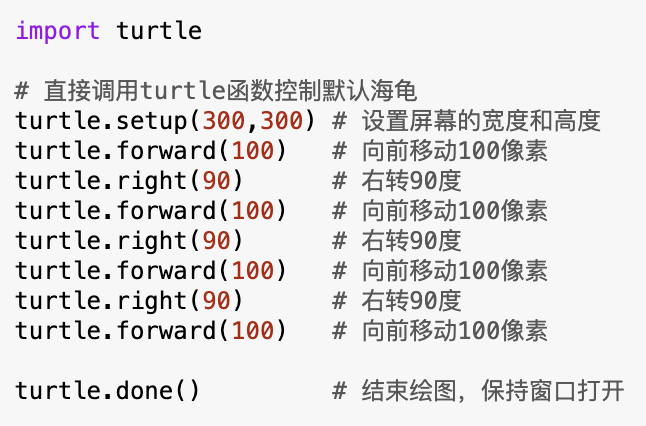 import turtle

# 直接调用turtle函数控制默认海龟
turtle.setup(300,300) # 设置屏幕的宽度和高度
turtle.forward(100)   # 向前移动100像素
turtle.right(90)      # 右转90度
turtle.forward(100)   # 向前移动100像素
turtle.right(90)      # 右转90度
turtle.forward(100)   # 向前移动100像素
turtle.right(90)      # 右转90度
turtle.forward(100)   # 向前移动100像素

turtle.done()         # 结束绘图，保持窗口打开